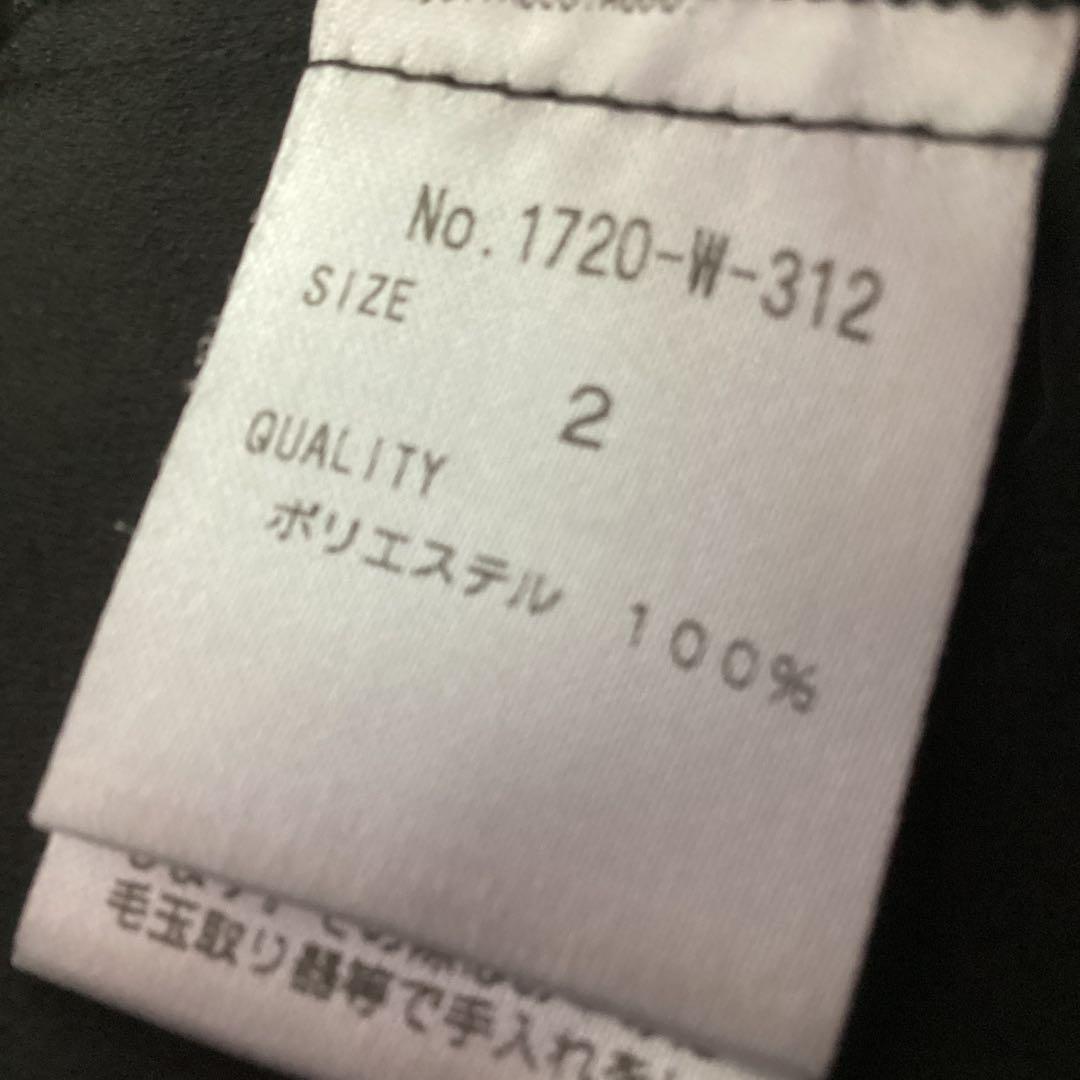 No. 1720-W-312
SIZE
2
QUALITY
ポリエステル 100%
毛玉取り器等で手入れを